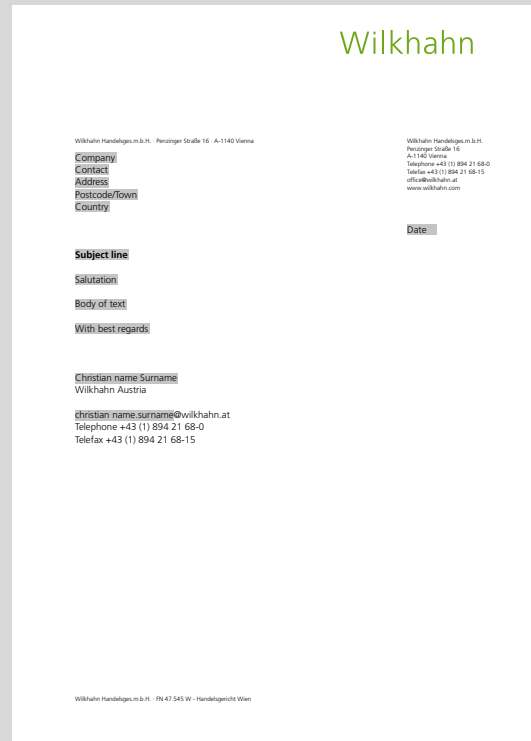 Wilkhahn
Wilkhahn Handelsges.m.b.H. · Penzinger Straße 16 · A-1140 Vienna
Company
Contact
Address
Postcode/Town
Country
Wilkhahn Handelsges.m.b.H.
Penzinger Straße 16
A-1140 Vienna
Telephone +43 (1) 894 21 68-0
Telefax +43 (1) 894 21 68-15
office@wilkhahn.at
www.wilkhahn.com
Date
Subject line
Salutation
Body of text
With best regards
Christian name Surname
Wilkhahn Austria
christian name.surname@wilkhahn.at
Telephone +43 (1) 894 21 68-0
Telefax +43 (1) 894 21 68-15
Wilkhahn Handelsges.m.b.H. · FN 47.545 W - Handelsgericht Wien